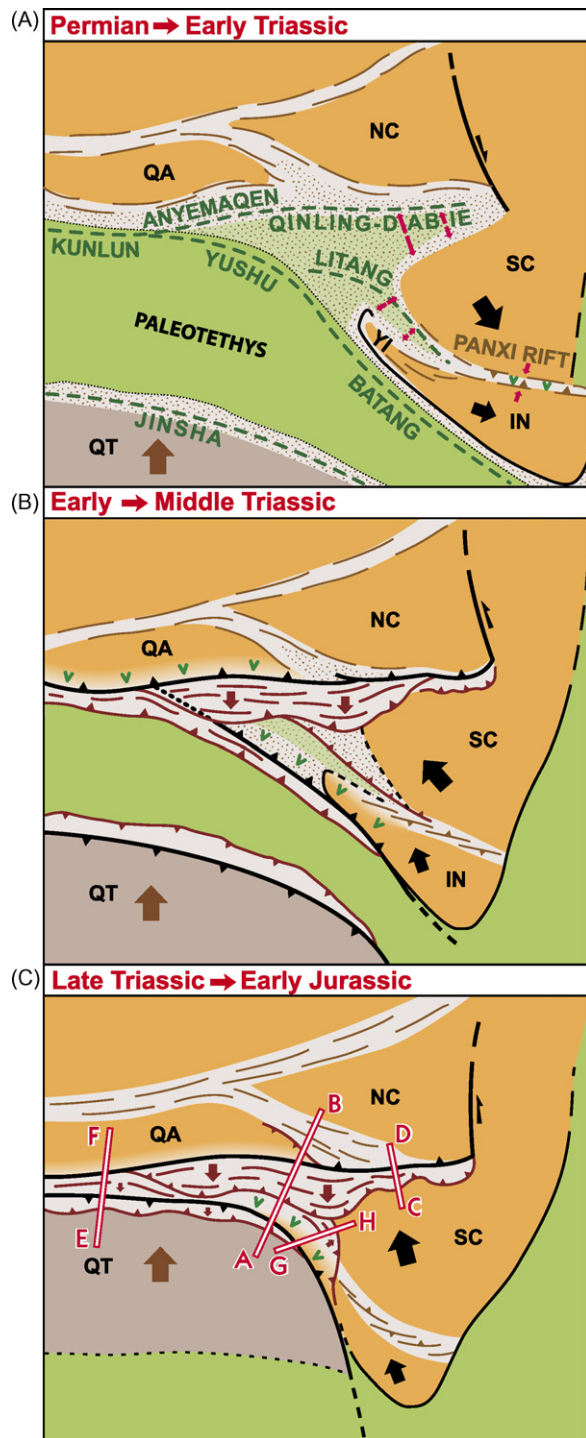 (A)
Permian → Early Triassic
NC
QA
ANYEMAQEN
QINLING-DABIE
KUNLUN
YUSHU
LITANG
SC
PALEOTETHYS
YI
PANXI RIFT
BATANG
IN
JINSHA
QT
(B)
Early → Middle Triassic
NC
QA
SC
QT
IN
(C)
Late Triassic → Early Jurassic
B
NC
F
QA
D
C
H
E
A
G
SC
QT